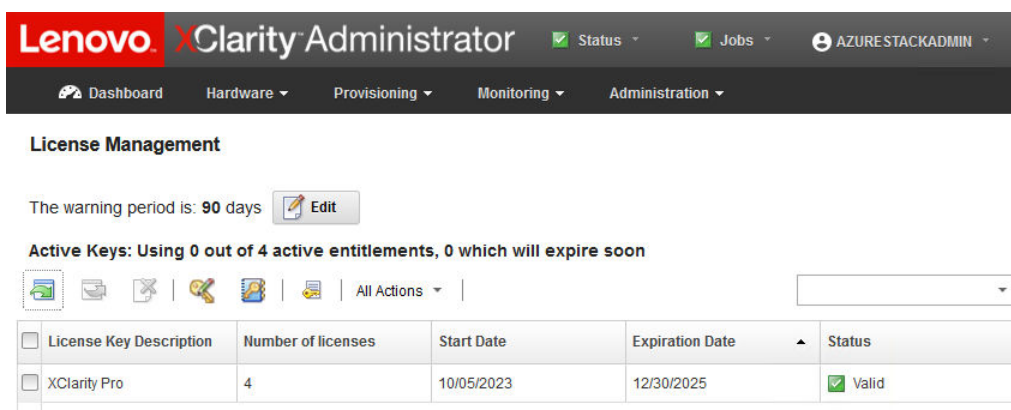 Lenovo. XClarity Administrator Status Jobs AZURESTACKADMIN
Dashboard Hardware Provisioning Monitoring Administration
License Management
The warning period is: 90 days Edit
Active Keys: Using 0 out of 4 active entitlements, 0 which will expire soon
All Actions
License Key Description Number of licenses Start Date Expiration Date Status
XClarity Pro 4 10/05/2023 12/30/2025 Valid